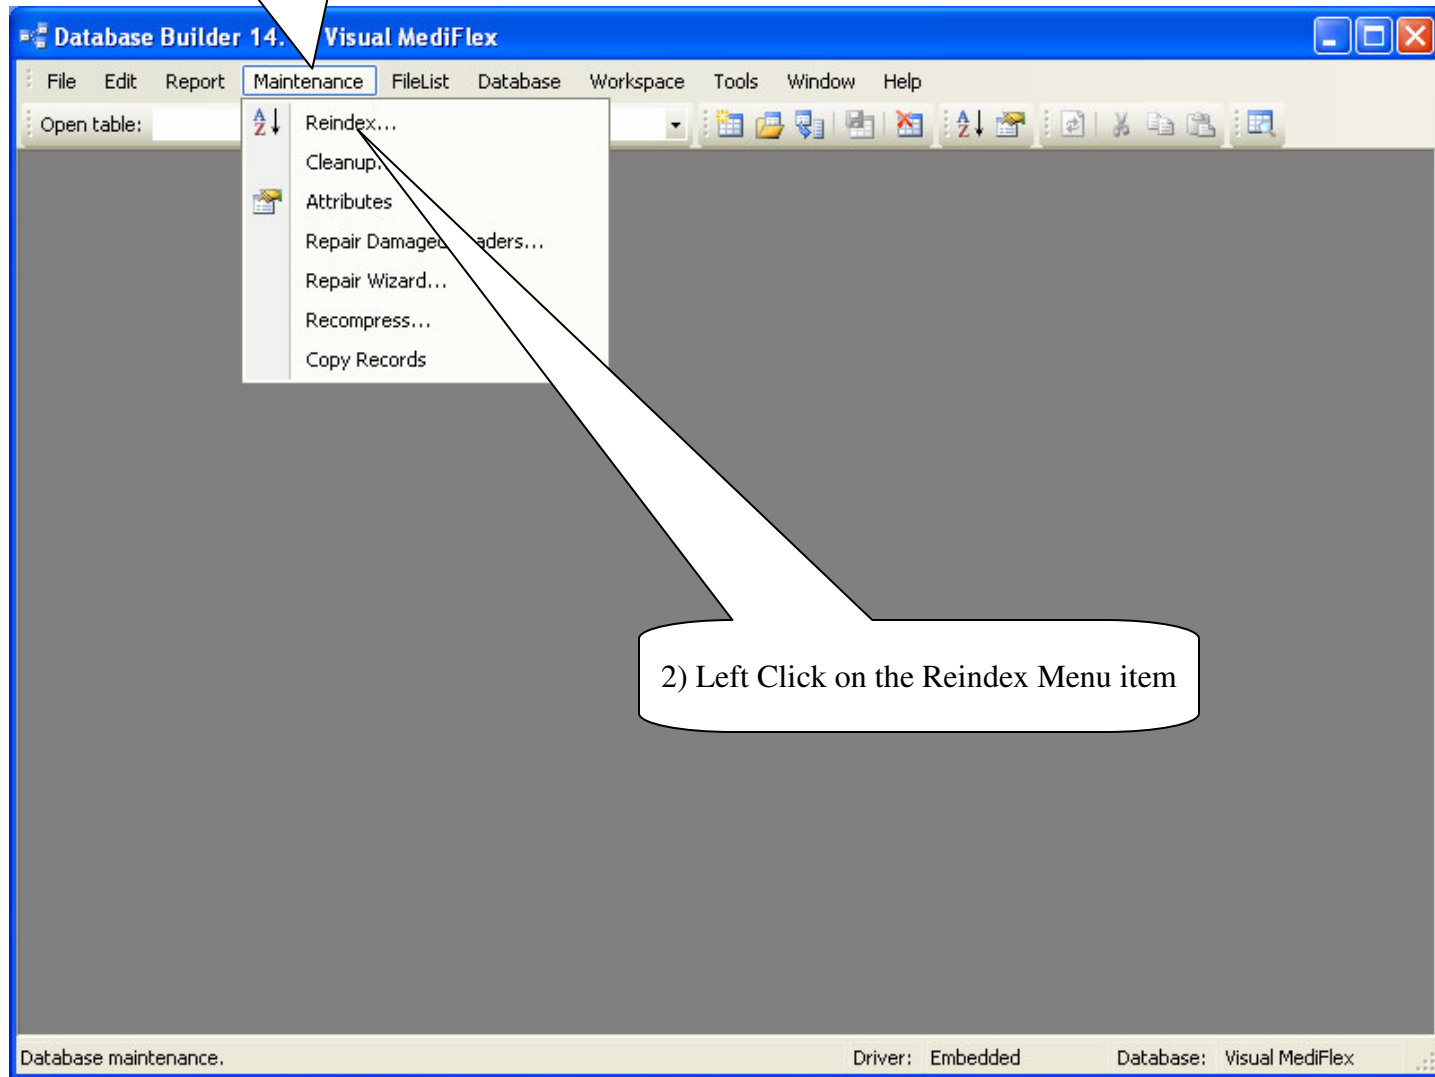 Database Builder 14. Visual MediFlex
File Edit Report Maintenance FileList Database Workspace Tools Window Help
Open table:
Reindex...
Cleanup.
Attributes
Repair Damaged aders...
Repair Wizard...
Recompress...
Copy Records
2) Left Click on the Reindex Menu item
Database maintenance. Driver: Embedded Database: Visual MediFlex